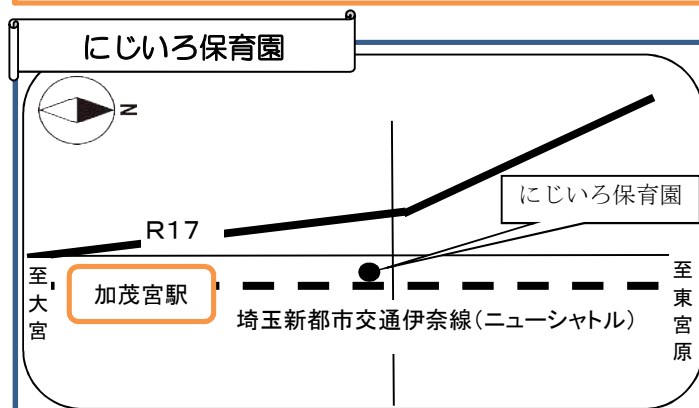 にじいろ保育園
N
R17
にじいろ保育園
至大宮
加茂宮駅
埼玉新都市交通伊奈線(ニューシャトル)
至東宮原